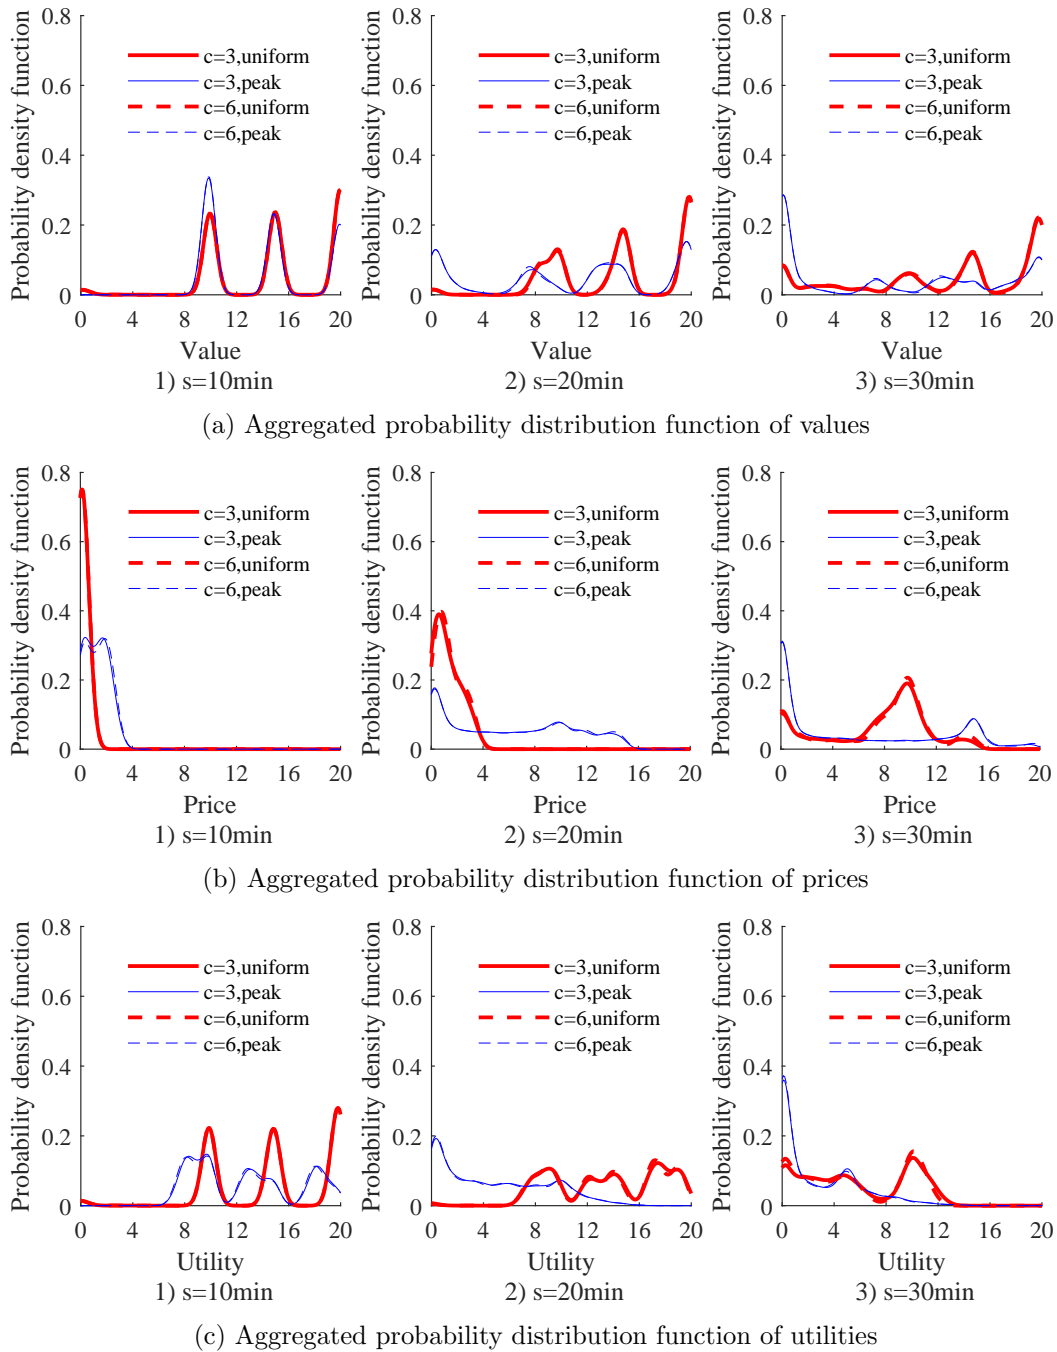 Probability density function
0.8
0.6
0.4
0.2
0
c=3,uniform
c=3,peak
c=6,uniform
c=6,peak
0 4 8 12 16 20
Value
1) s=10min
Probability density function
0.8
0.6
0.4
0.2
0
c=3,uniform
c=3,peak
c=6,uniform
c=6,peak
0 4 8 12 16 20
Value
2) s=20min
Probability density function
0.8
0.6
0.4
0.2
0
c=3,uniform
c=3,peak
c=6,uniform
c=6,peak
0 4 8 12 16 20
Value
3) s=30min
(a) Aggregated probability distribution function of values
Probability density function
0.8
0.6
0.4
0.2
0
c=3,uniform
c=3,peak
c=6,uniform
c=6,peak
0 4 8 12 16 20
Price
1) s=10min
Probability density function
0.8
0.6
0.4
0.2
0
c=3,uniform
c=3,peak
c=6,uniform
c=6,peak
0 4 8 12 16 20
Price
2) s=20min
Probability density function
0.8
0.6
0.4
0.2
0
c=3,uniform
c=3,peak
c=6,uniform
c=6,peak
0 4 8 12 16 20
Price
3) s=30min
(b) Aggregated probability distribution function of prices
Probability density function
0.8
0.6
0.4
0.2
0
c=3,uniform
c=3,peak
c=6,uniform
c=6,peak
0 4 8 12 16 20
Utility
1) s=10min
Probability density function
0.8
0.6
0.4
0.2
0
c=3,uniform
c=3,peak
c=6,uniform
c=6,peak
0 4 8 12 16 20
Utility
2) s=20min
Probability density function
0.8
0.6
0.4
0.2
0
c=3,uniform
c=3,peak
c=6,uniform
c=6,peak
0 4 8 12 16 20
Utility
3) s=30min
(c) Aggregated probability distribution function of utilities